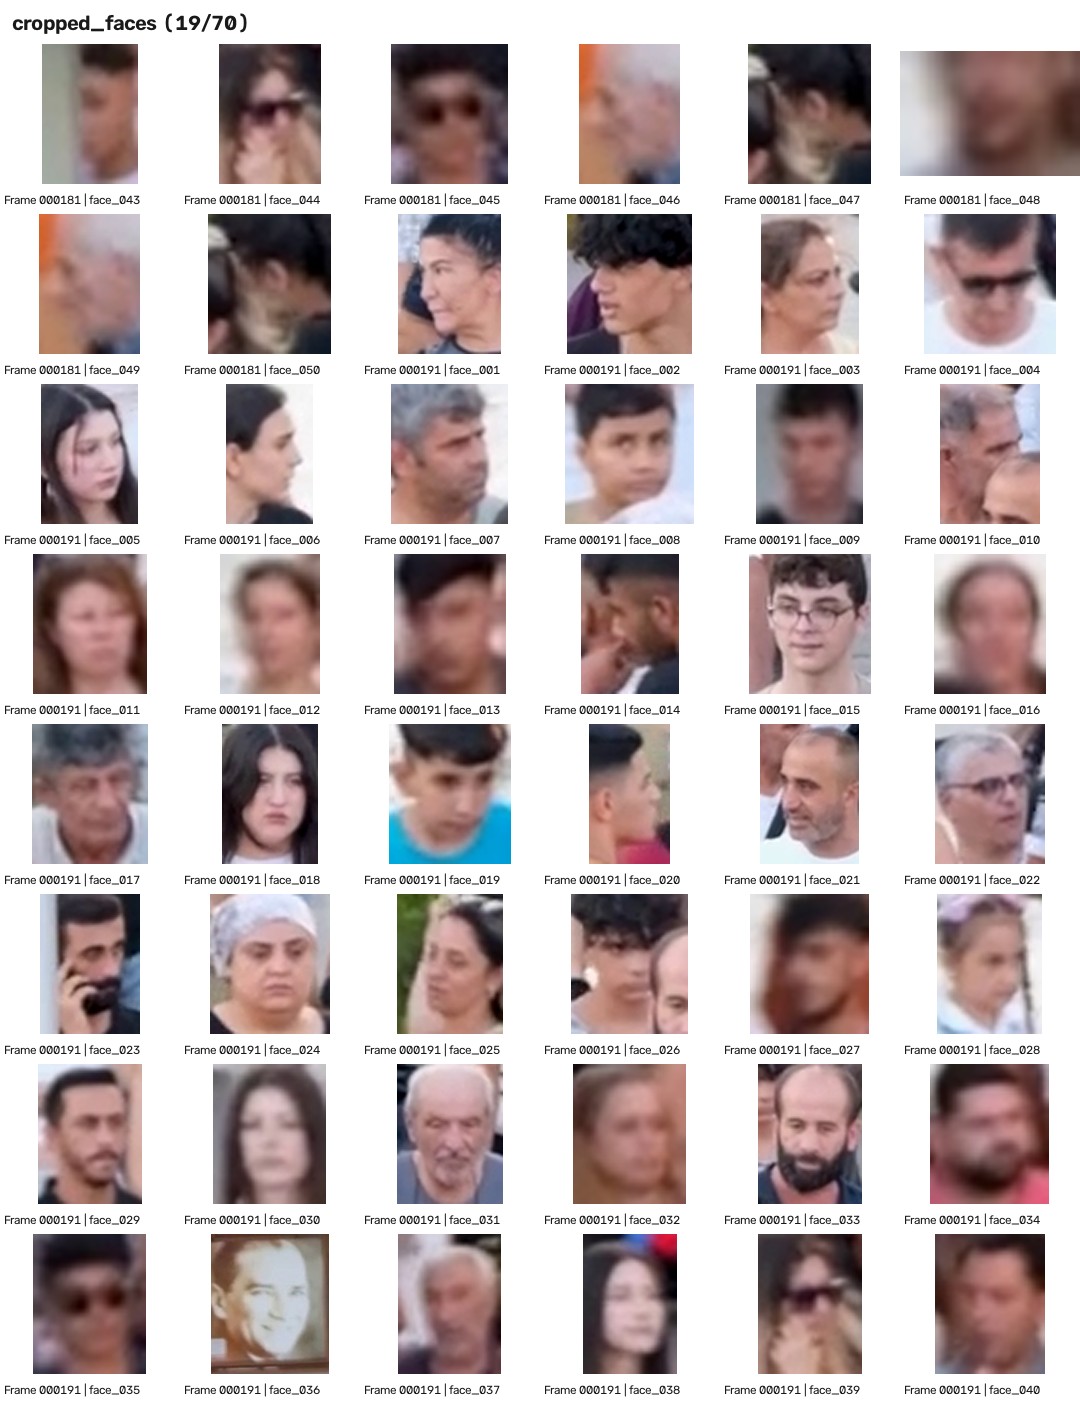 cropped_faces (19/70)
Frame 000181 | face_043
Frame 000181 | face_044
Frame 000181 | face_045
Frame 000181 | face_046
Frame 000181 | face_047
Frame 000181 | face_048
Frame 000181 | face_049
Frame 000181 | face_050
Frame 000191 | face_001
Frame 000191 | face_002
Frame 000191 | face_003
Frame 000191 | face_004
Frame 000191 | face_005
Frame 000191 | face_006
Frame 000191 | face_007
Frame 000191 | face_008
Frame 000191 | face_009
Frame 000191 | face_010
Frame 000191 | face_011
Frame 000191 | face_012
Frame 000191 | face_013
Frame 000191 | face_014
Frame 000191 | face_015
Frame 000191 | face_016
Frame 000191 | face_017
Frame 000191 | face_018
Frame 000191 | face_019
Frame 000191 | face_020
Frame 000191 | face_021
Frame 000191 | face_022
Frame 000191 | face_023
Frame 000191 | face_024
Frame 000191 | face_025
Frame 000191 | face_026
Frame 000191 | face_027
Frame 000191 | face_028
Frame 000191 | face_029
Frame 000191 | face_030
Frame 000191 | face_031
Frame 000191 | face_032
Frame 000191 | face_033
Frame 000191 | face_034
Frame 000191 | face_035
Frame 000191 | face_036
Frame 000191 | face_037
Frame 000191 | face_038
Frame 000191 | face_039
Frame 000191 | face_040